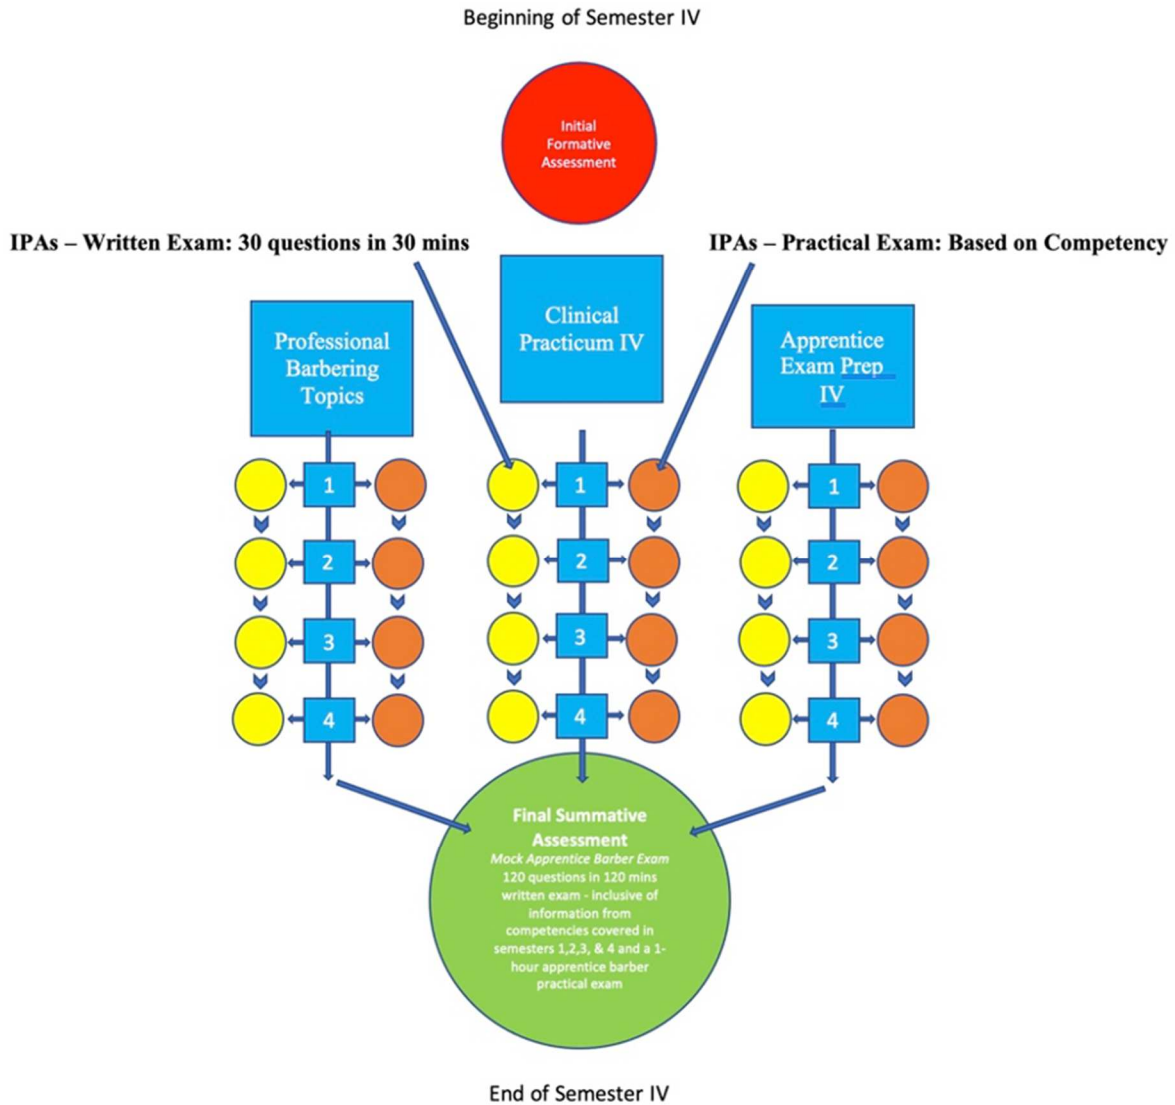 Beginning of Semester IV
Initial
Formative
Assessment
IPAs – Written Exam: 30 questions in 30 mins
IPAs – Practical Exam: Based on Competency
Professional
Barbering
Topics
Clinical
Practicum IV
Apprentice
Exam Prep
IV
1
1
1
2
2
2
3
3
3
4
4
4
Final Summative
Assessment
Mock Apprentice Barber Exam
120 questions in 120 mins
written exam - inclusive of
information from
competencies covered in
semesters 1,2,3, & 4 and a 1-
hour apprentice barber
practical exam
End of Semester IV